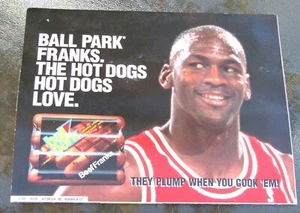 BALL PARK®
FRANKS.
THE HOT DOGS
HOT DOGS
LOVE.
Beef Franks
THEY PLUMP WHEN YOU COOK 'EM!